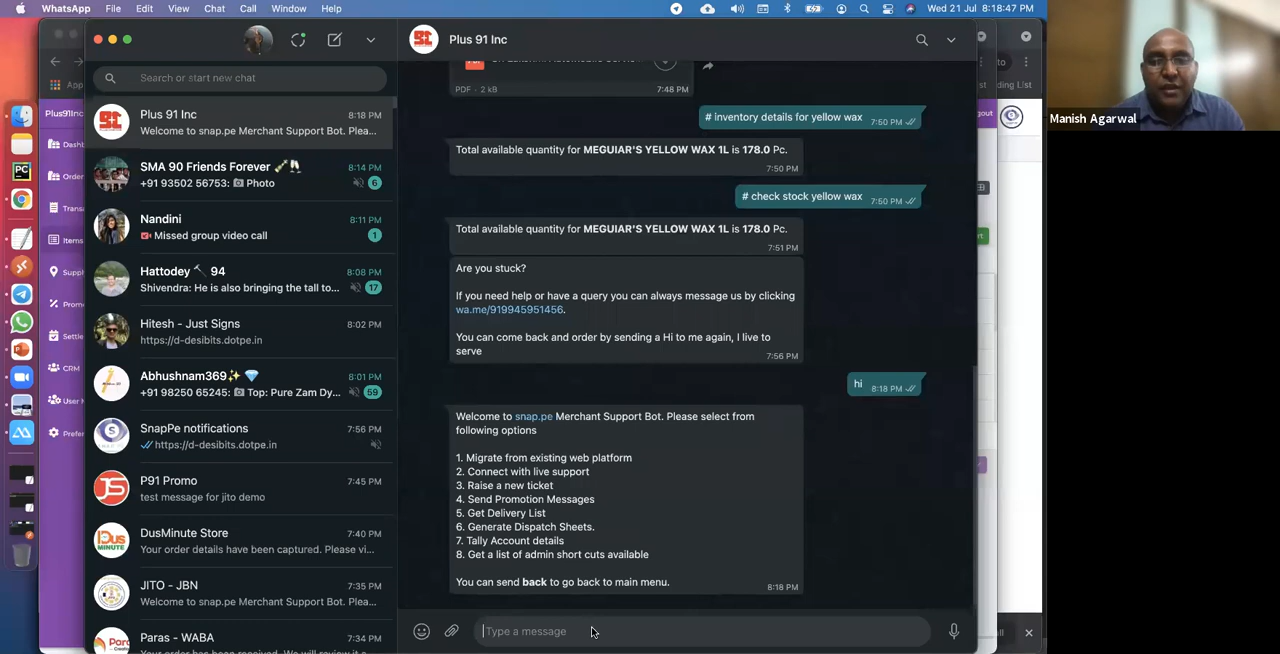 WhatsApp File Edit View Chat Call Window Help
Wed 21 Jul 8:18:47 PM
Search or start new chat
Plus 91 Inc 8:18 PM
Welcome to snap.pe Merchant Support Bot. Plea...
SMA 90 Friends Forever 8:14 PM
+91 93502 56753: Photo 6
Nandini 8:11 PM
Missed group video call 1
Hattodey 94 8:08 PM
Shivendra: He is also bringing the tall to... 17
Hitesh - Just Signs 8:02 PM
https://d-desibits.dotpe.in
Abhushnam369 8:01 PM
+91 98250 65245: Top: Pure Zam Dy... 59
SnapPe notifications 7:56 PM
https://d-desibits.dotpe.in
P91 Promo 7:45 PM
test message for jito demo
DusMinute Store 7:40 PM
Your order details have been captured. Please vi...
JITO - JBN 7:35 PM
Welcome to snap.pe Merchant Support Bot. Plea...
Paras - WABA 7:34 PM
Plus91Inc
Dashb
Order
Transa
Items
Suppl
Promo
Settle
CRM
User M
Prefer
Plus 91 Inc
PDF · 2 kB 7:48 PM
# inventory details for yellow wax 7:50 PM
Total available quantity for MEGUIAR'S YELLOW WAX 1L is 178.0 Pc.
7:50 PM
# check stock yellow wax 7:50 PM
Total available quantity for MEGUIAR'S YELLOW WAX 1L is 178.0 Pc.
7:51 PM
Are you stuck?
If you need help or have a query you can always message us by clicking
wa.me/919945951456.
You can come back and order by sending a Hi to me again, I live to
serve 7:56 PM
hi 8:18 PM
Welcome to snap.pe Merchant Support Bot. Please select from
following options
1. Migrate from existing web platform
2. Connect with live support
3. Raise a new ticket
4. Send Promotion Messages
5. Get Delivery List
6. Generate Dispatch Sheets.
7. Tally Account details
8. Get a list of admin short cuts available
You can send back to go back to main menu. 8:18 PM
Type a message
Manish Agarwal